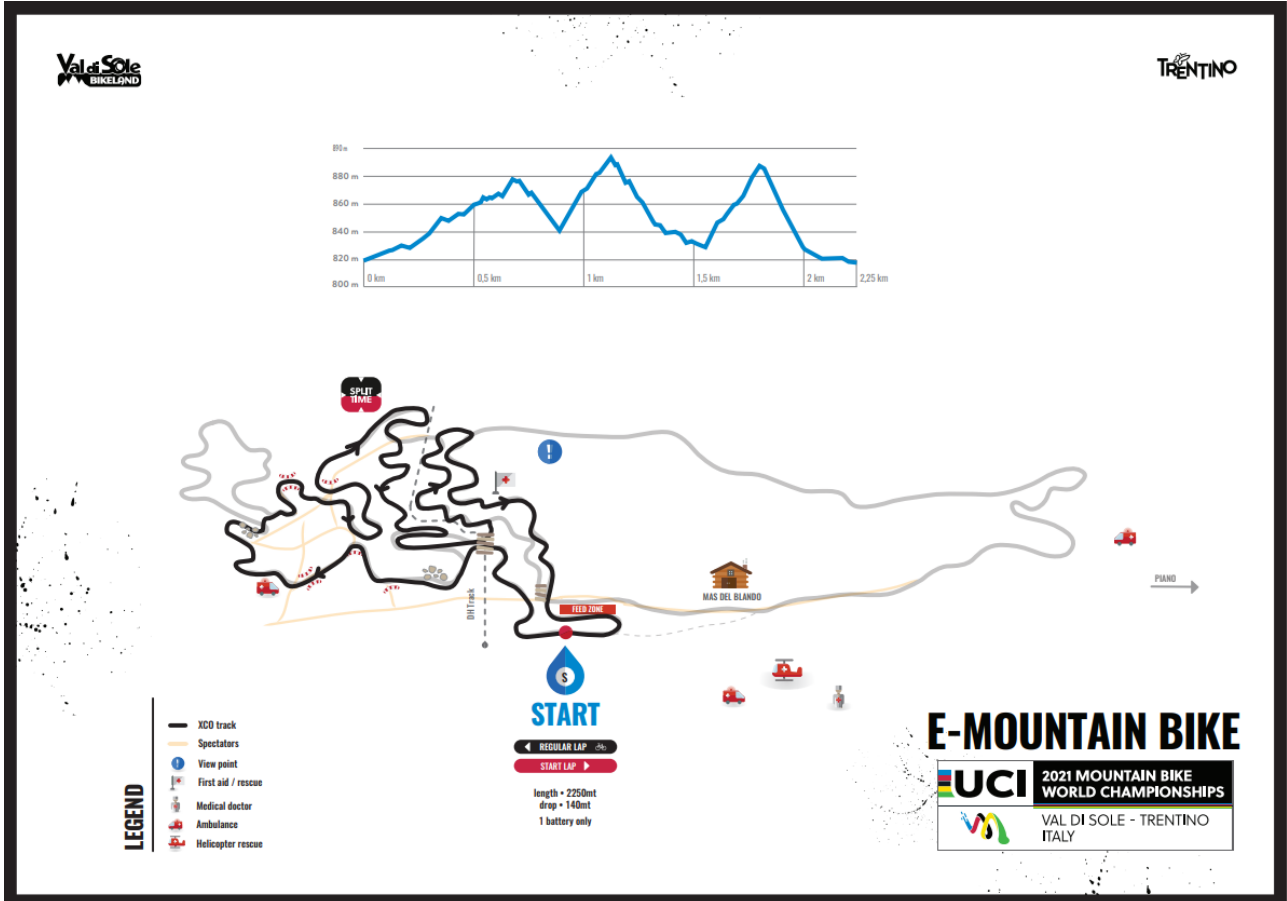 Val di Sole
BIKELAND
TRENTINO
890 m
880 m
860 m
840 m
820 m
800 m
0 km
0,5 km
1 km
1,5 km
2 km
2,25 km
SPLIT
TIME
DH Track
FEED ZONE
MAS DEL BLANDO
PIANO
S
START
REGULAR LAP
START LAP
length • 2250mt
drop • 140mt
1 battery only
LEGEND
XCO track
Spectators
View point
First aid / rescue
Medical doctor
Ambulance
Helicopter rescue
E-MOUNTAIN BIKE
UCI
2021 MOUNTAIN BIKE
WORLD CHAMPIONSHIPS
VAL DI SOLE - TRENTINO
ITALY